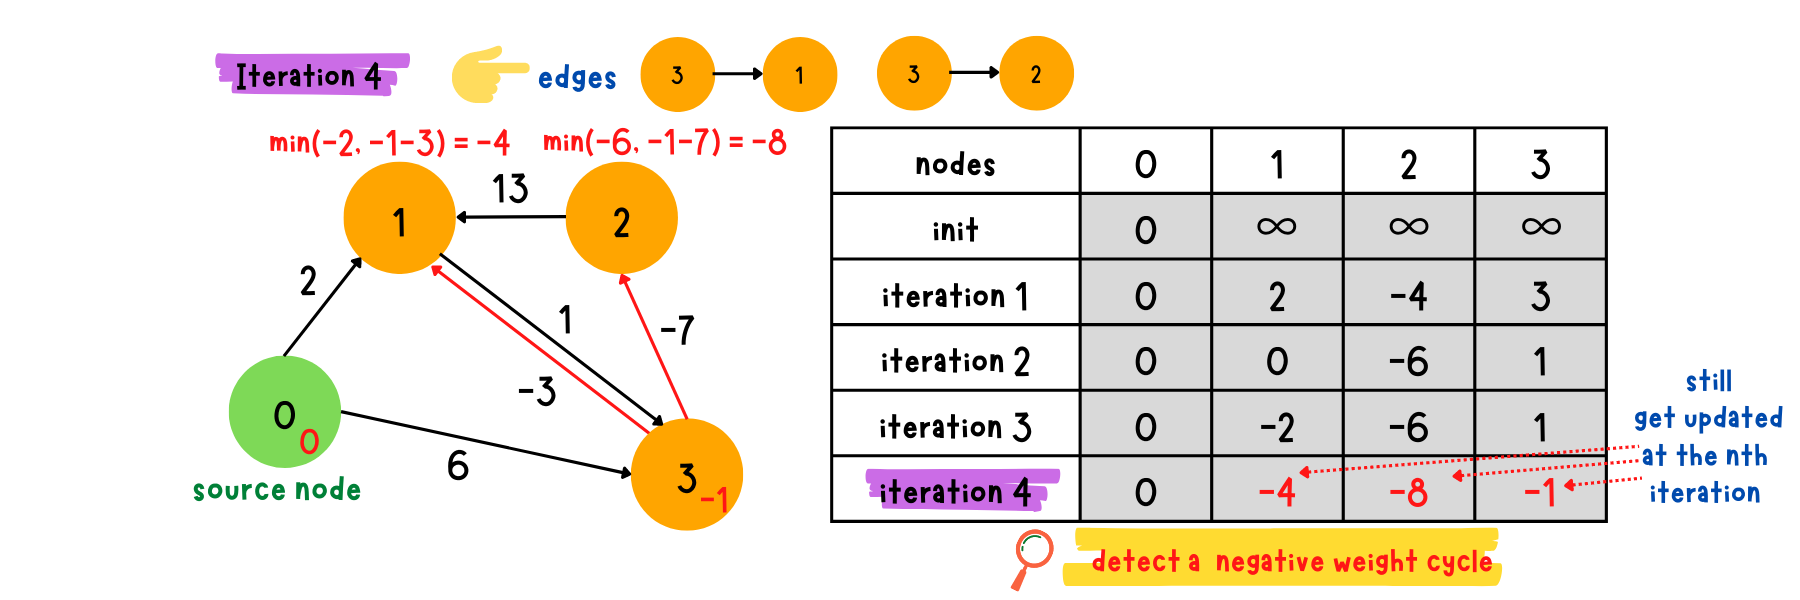 Iteration 4
edges
3 1
3 2
min(-2, -1-3) = -4
min(-6, -1-7) = -8
1
2
13
2
1
-7
-3
0
0
6
3
-1
source node
nodes 0 1 2 3
init 0 ∞ ∞ ∞
iteration 1 0 2 -4 3
iteration 2 0 0 -6 1
iteration 3 0 -2 -6 1
iteration 4 0 -4 -8 -1
still
get updated
at the nth
iteration
detect a negative weight cycle